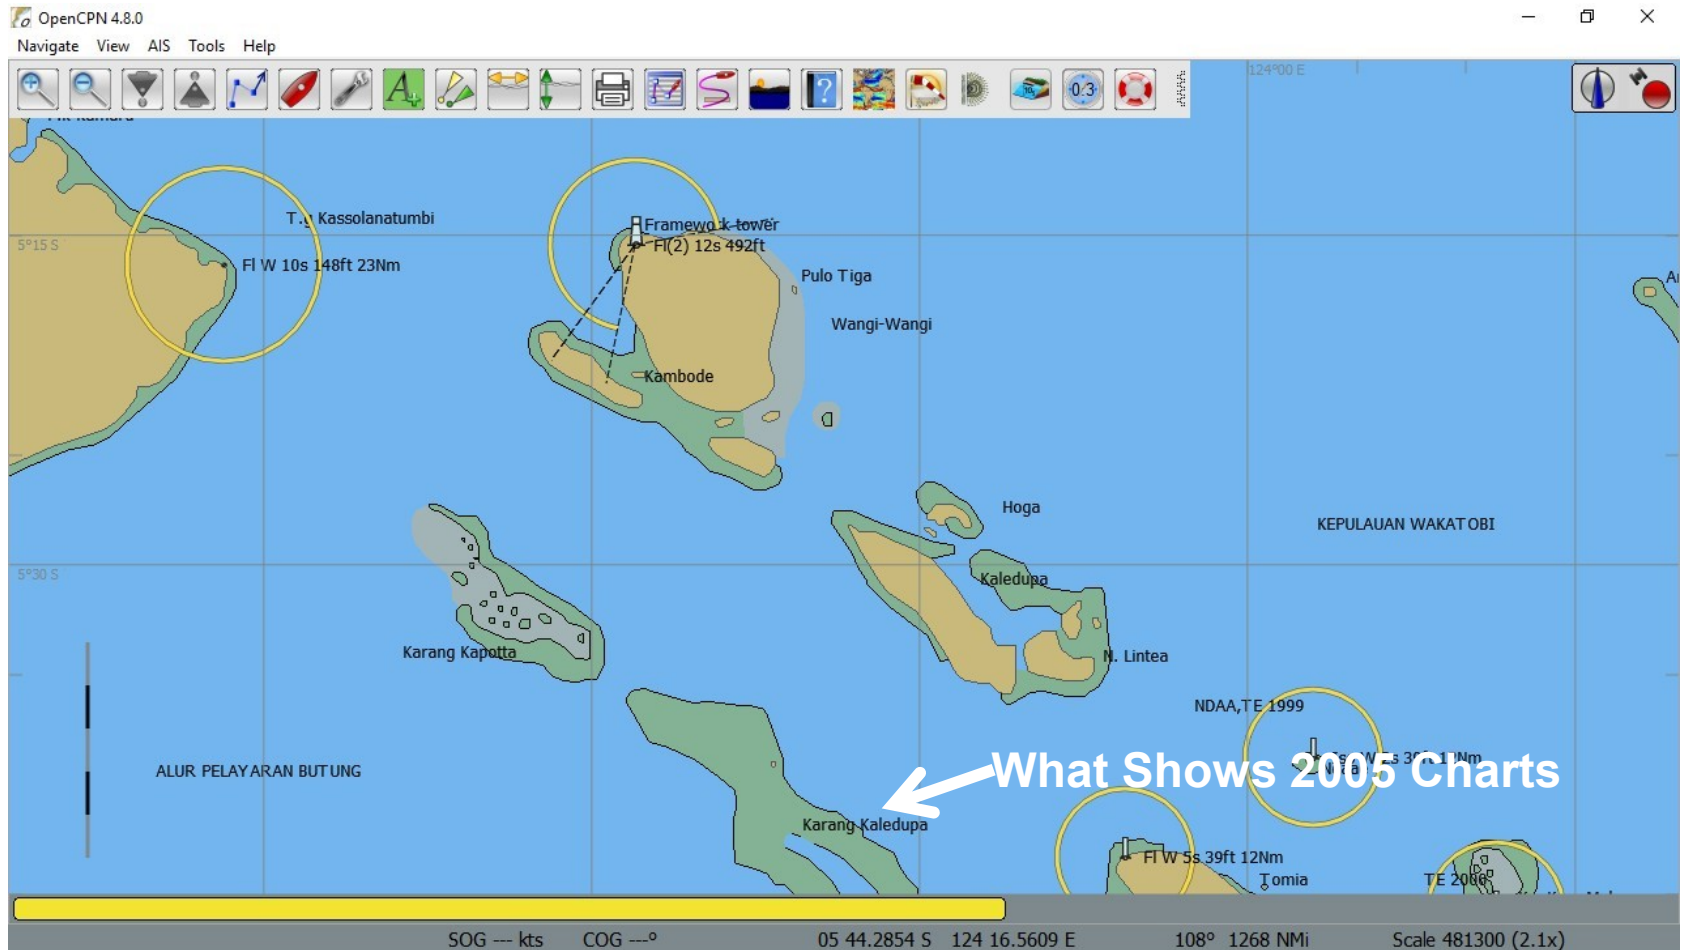 OpenCPN 4.8.0
Navigate View AIS Tools Help
124°00 E
T.g Kassolanatumbi
Framework tower
5°15 S
Fl(2) 12s 492ft
Fl W 10s 148ft 23Nm
Pulo Tiga
Wangi-Wangi
Kambode
Hoga
KEPULAUAN WAKATOBI
5°30 S
Kaledupa
Karang Kapotta
N. Lintea
NDAA,TE 1999
What Shows 2005 Charts
ALUR PELAYARAN BUTUNG
Karang Kaledupa
Fl W 5s 39ft 12Nm
Tomia
TE 2006
SOG --- kts COG ---° 05 44.2854 S 124 16.5609 E 108° 1268 NMi Scale 481300 (2.1x)